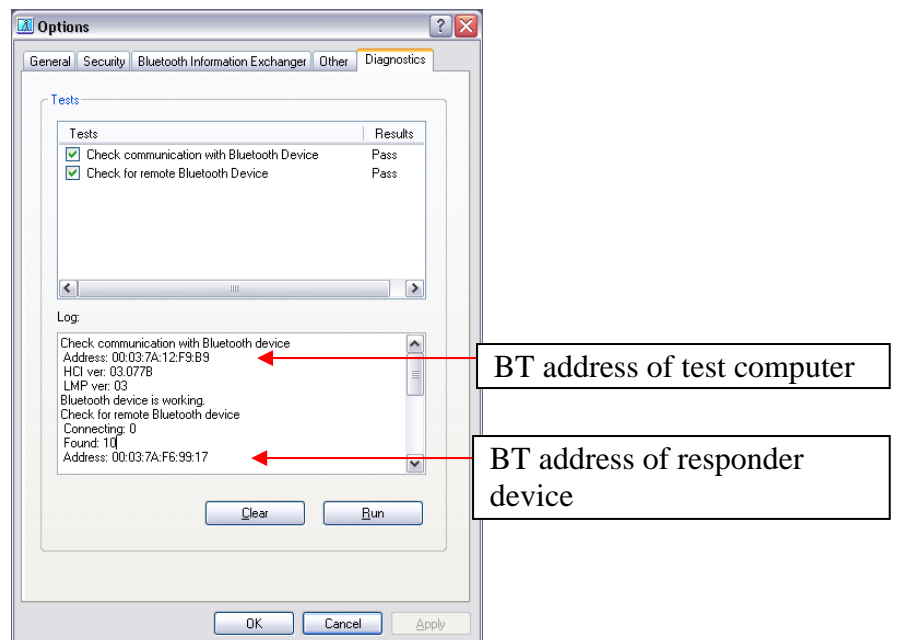 Options
General Security Bluetooth Information Exchanger Other Diagnostics
Tests
Tests Results
Check communication with Bluetooth Device Pass
Check for remote Bluetooth Device Pass
Log:
Check communication with Bluetooth device
Address: 00:03:7A:12:F9:B9
HCI ver: 03.077B
LMP ver: 03
Bluetooth device is working.
Check for remote Bluetooth device
Connecting: 0
Found: 10
Address: 00:03:7A:F6:99:17
BT address of test computer
BT address of responder
device
Clear Run
OK Cancel Apply